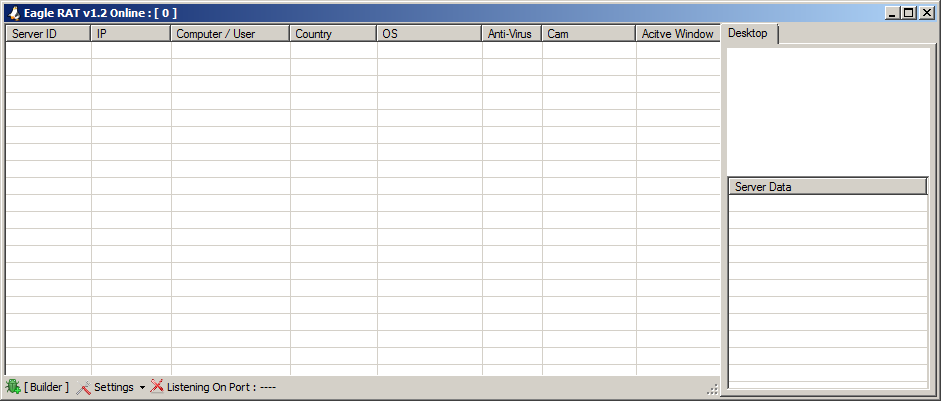 Eagle RAT v1.2 Online : [ 0 ]
Server ID IP Computer / User Country OS Anti-Virus Cam Acitve Window
Desktop
Server Data
[ Builder ] Settings Listening On Port : ----